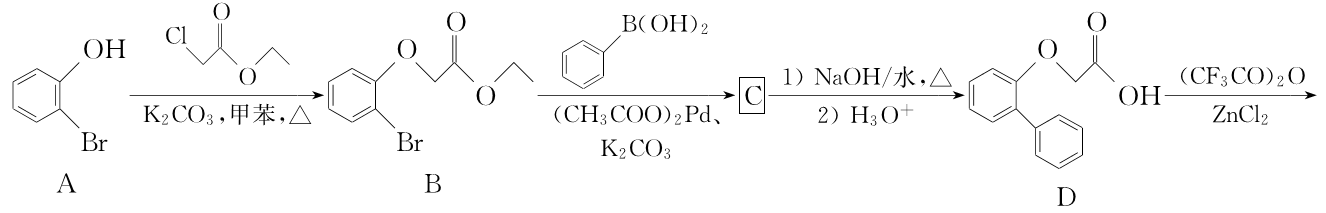 OH
Br
A
Cl
O
O
K₂CO₃,甲苯,△
O
O
O
Br
B
B(OH)₂
(CH₃COO)₂Pd、
K₂CO₃
C
1) NaOH/水,△
2) H₃O⁺
O
O
OH
D
(CF₃CO)₂O
ZnCl₂